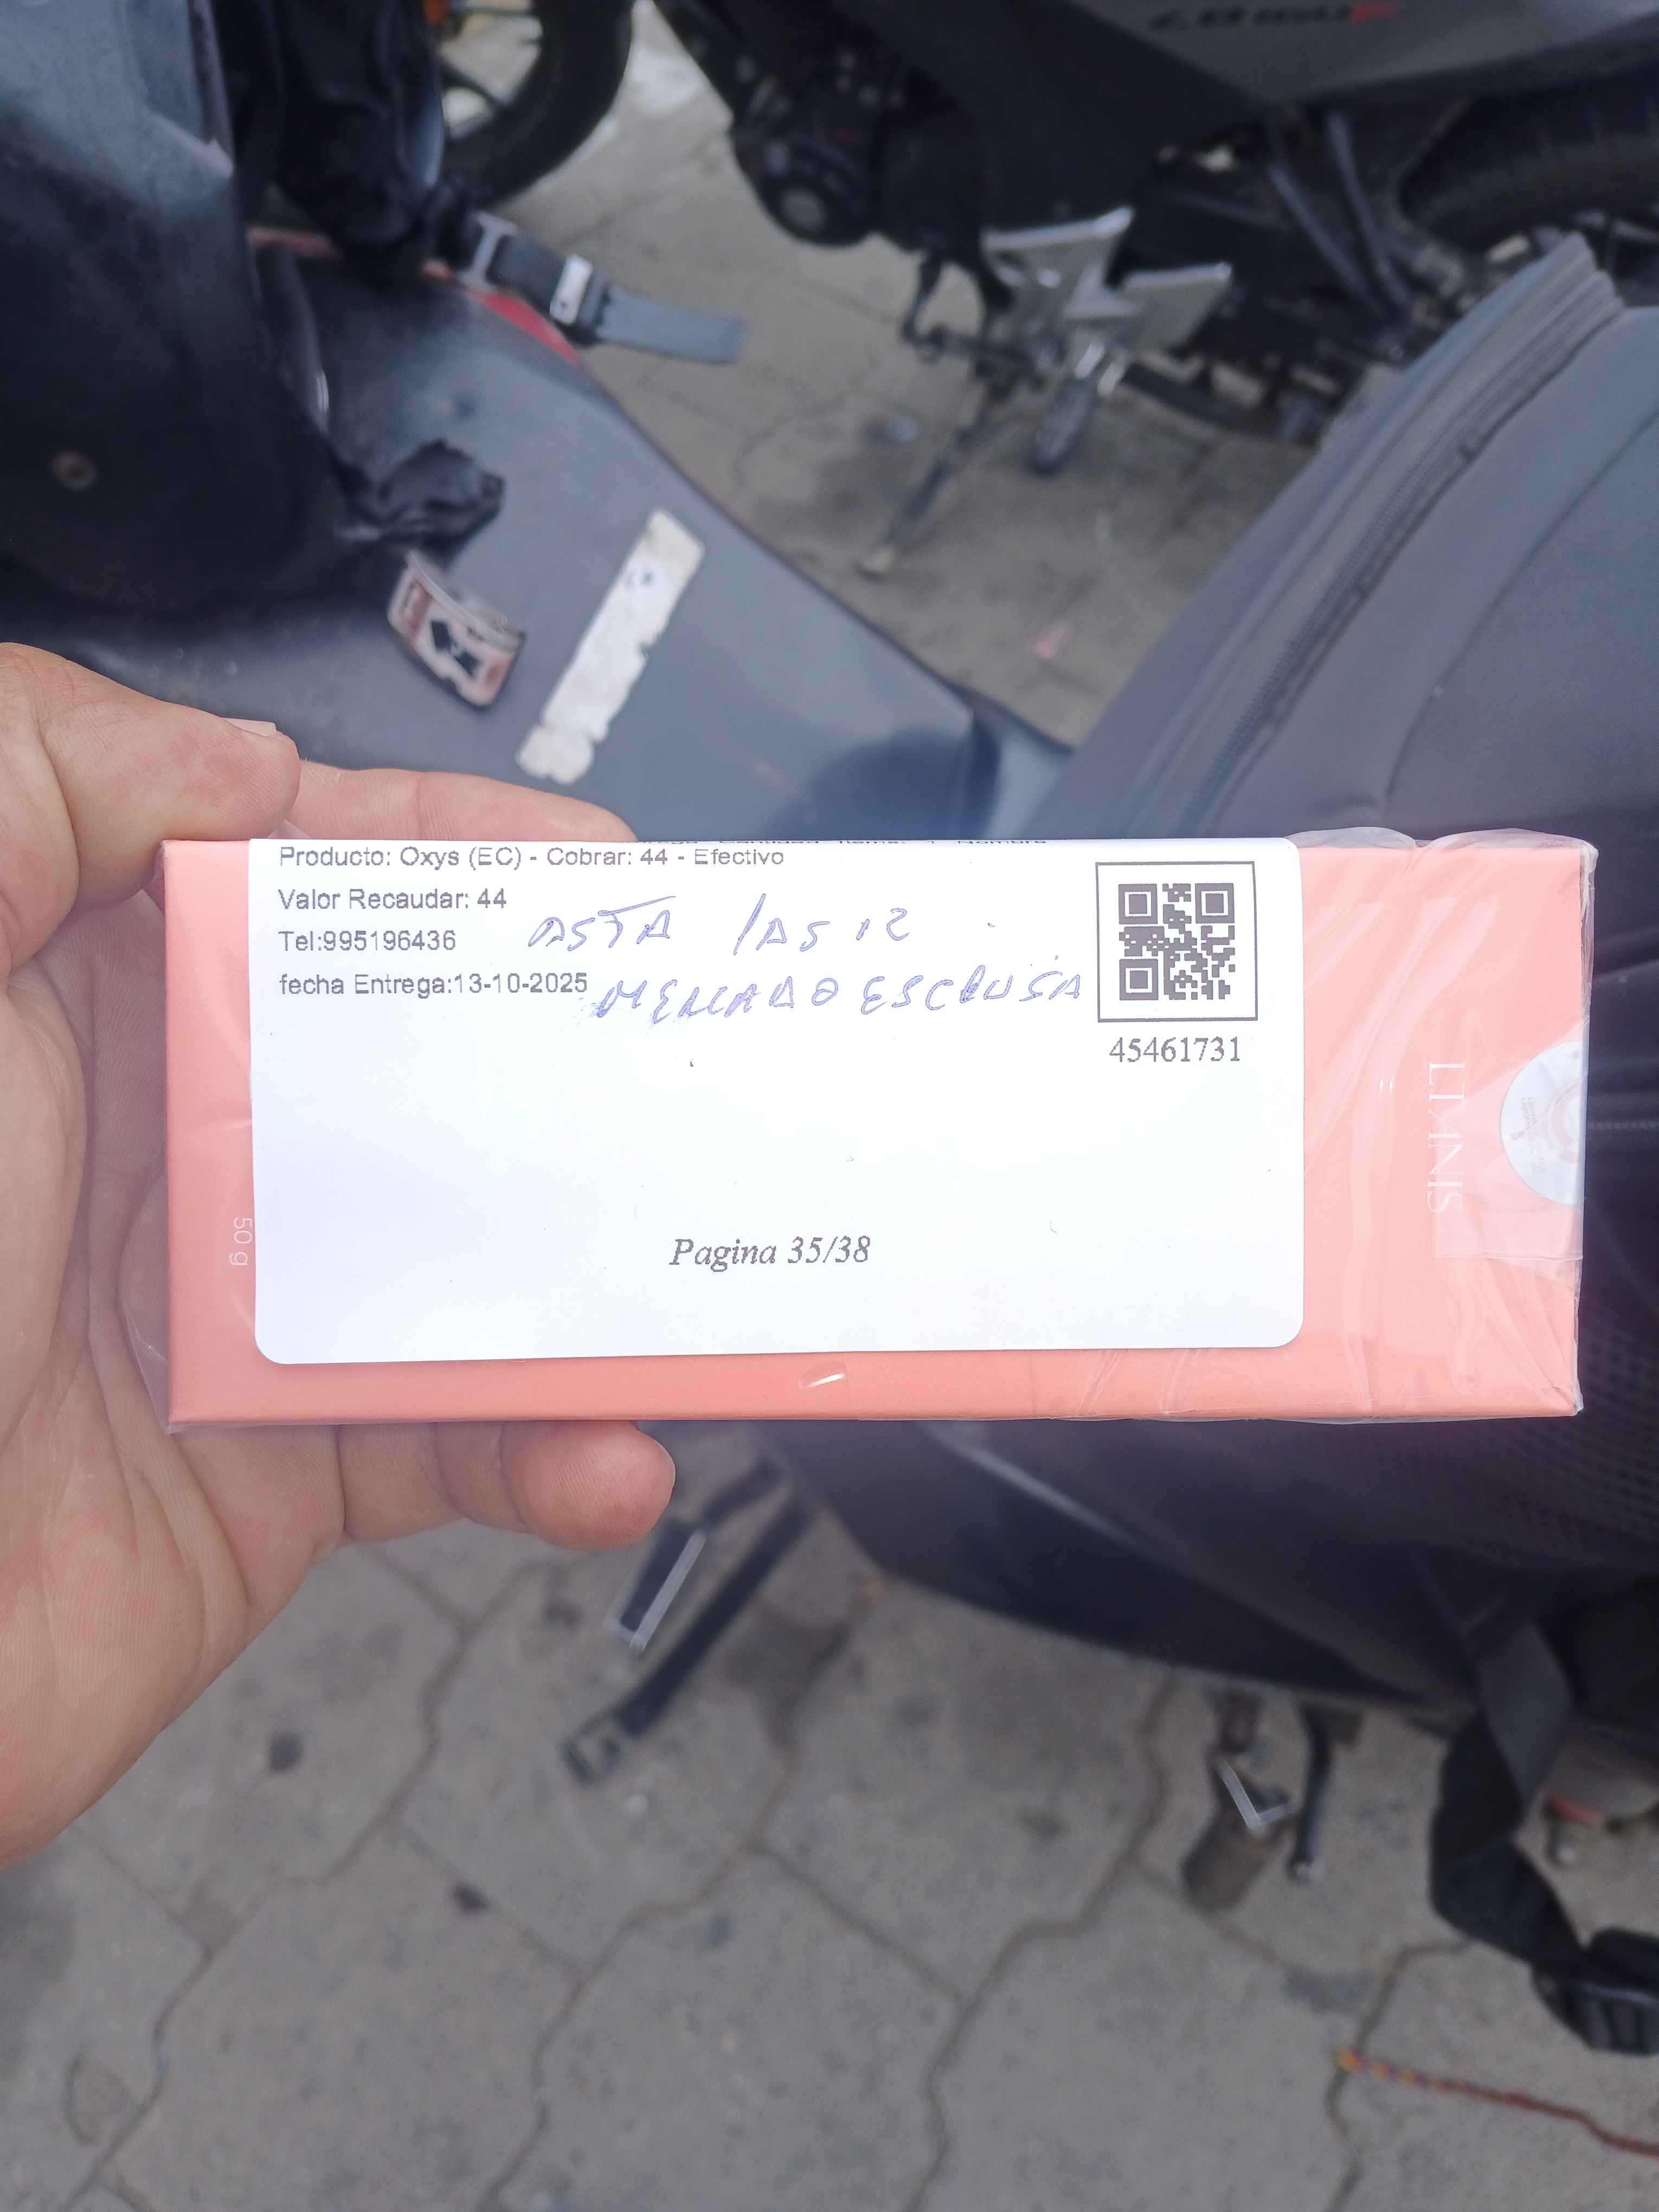 Producto: Oxys (EC) - Cobrar: 44 - Efectivo
Valor Recaudar: 44
Tel:995196436
fecha Entrega:13-10-2025
ASTA LAS 12
MERCADO ESCLUSA
45461731
Pagina 35/38
50 g